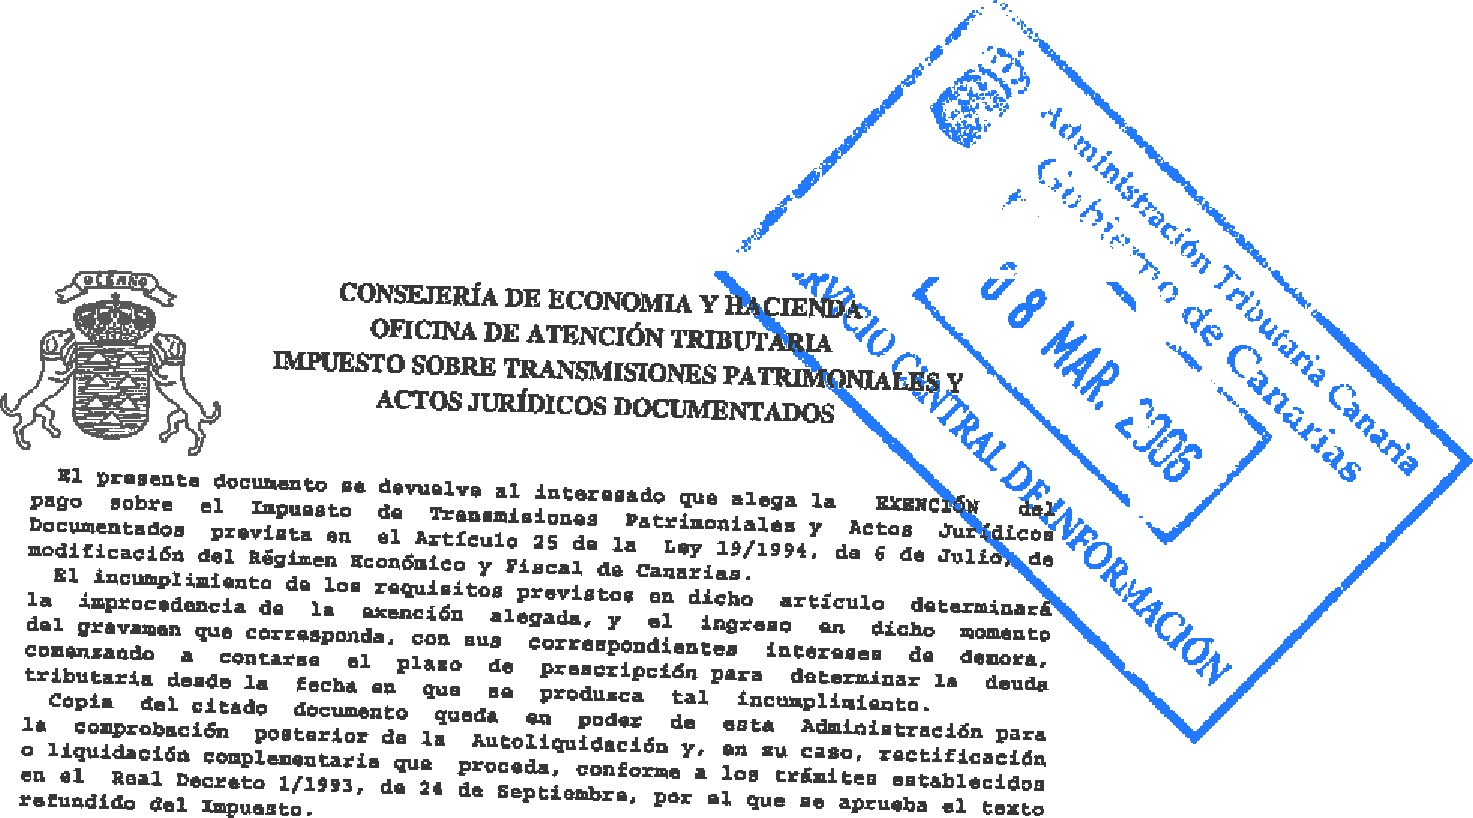 Administración Tributaria Canaria
Gobierno de Canarias
08 MAR. 2006
SERVICIO CENTRAL DE INFORMACIÓN
OCÉANO
CONSEJERÍA DE ECONOMIA Y HACIENDA
OFICINA DE ATENCIÓN TRIBUTARIA
IMPUESTO SOBRE TRANSMISIONES PATRIMONIALES Y
ACTOS JURÍDICOS DOCUMENTADOS
El presente documento se devuelve al interesado que alega la EXENCIÓN del
pago sobre el Impuesto de Transmisiones Patrimoniales y Actos Jurídicos
Documentados prevista en el Artículo 25 de la Ley 19/1994, de 6 de Julio, de
modificación del Régimen Económico y Fiscal de Canarias.
El incumplimiento de los requisitos previstos en dicho artículo determinará
la improcedencia de la exención alegada, y el ingreso en dicho momento
del gravamen que corresponda, con sus correspondientes intereses de demora,
comenzando a contarse el plazo de prescripción para determinar la deuda
tributaria desde la fecha en que se produzca tal incumplimiento.
Copia del citado documento queda en poder de esta Administración para
la comprobación posterior de la Autoliquidación y, en su caso, rectificación
o liquidación complementaria que proceda, conforme a los trámites establecidos
en el Real Decreto 1/1993, de 24 de Septiembre, por el que se aprueba el texto
refundido del Impuesto.